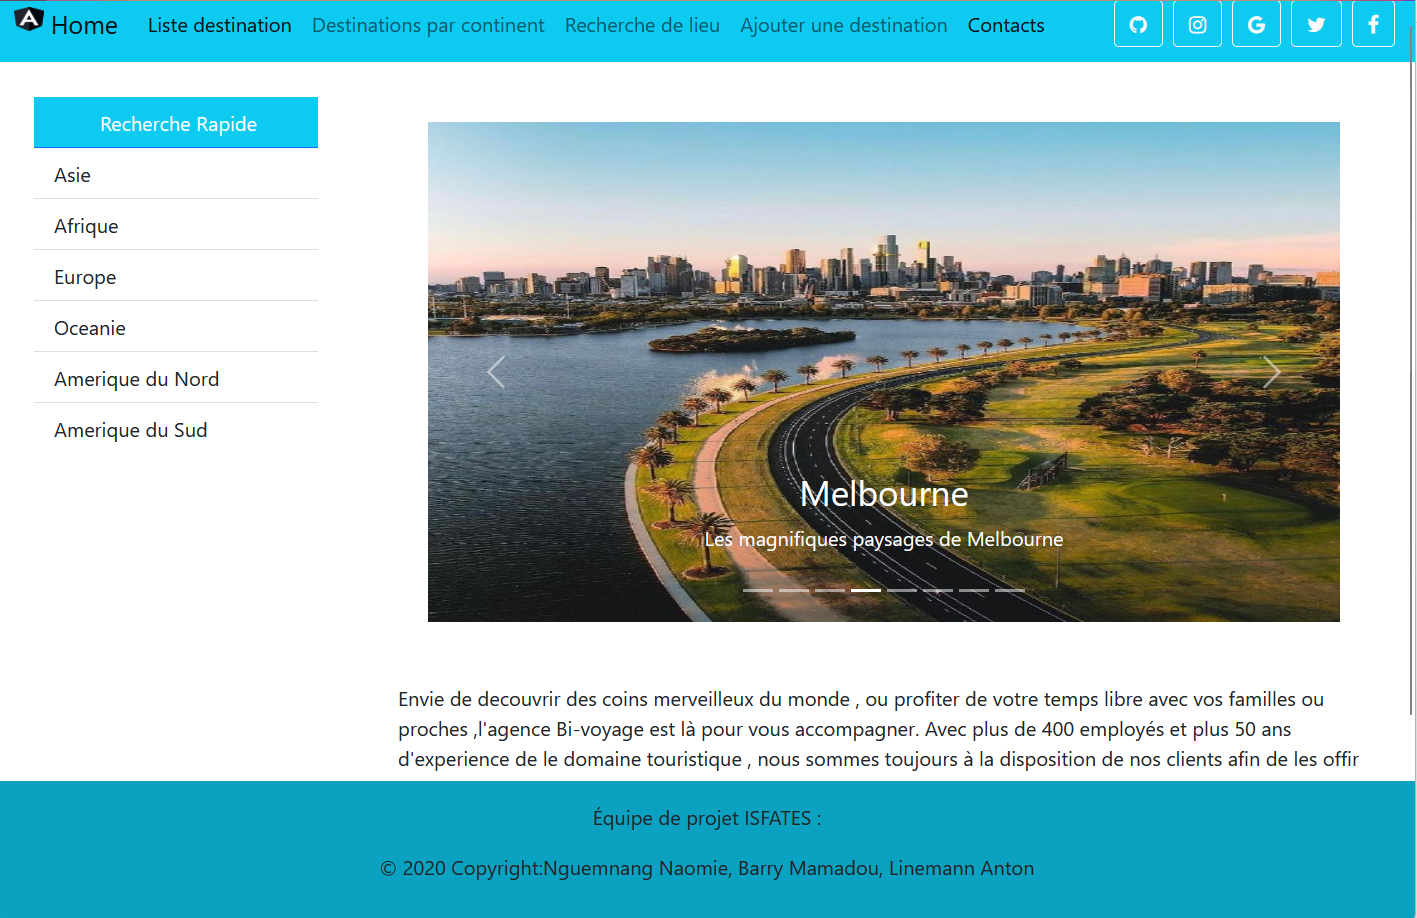 Home Liste destination Destinations par continent Recherche de lieu Ajouter une destination Contacts
Recherche Rapide
Asie
Afrique
Europe
Oceanie
Amerique du Nord
Amerique du Sud
Melbourne
Les magnifiques paysages de Melbourne
Envie de decouvrir des coins merveilleux du monde , ou profiter de votre temps libre avec vos familles ou
proches ,l'agence Bi-voyage est là pour vous accompagner. Avec plus de 400 employés et plus 50 ans
d'experience de le domaine touristique , nous sommes toujours à la disposition de nos clients afin de les offir
Équipe de projet ISFATES :
© 2020 Copyright:Nguemnang Naomie, Barry Mamadou, Linemann Anton